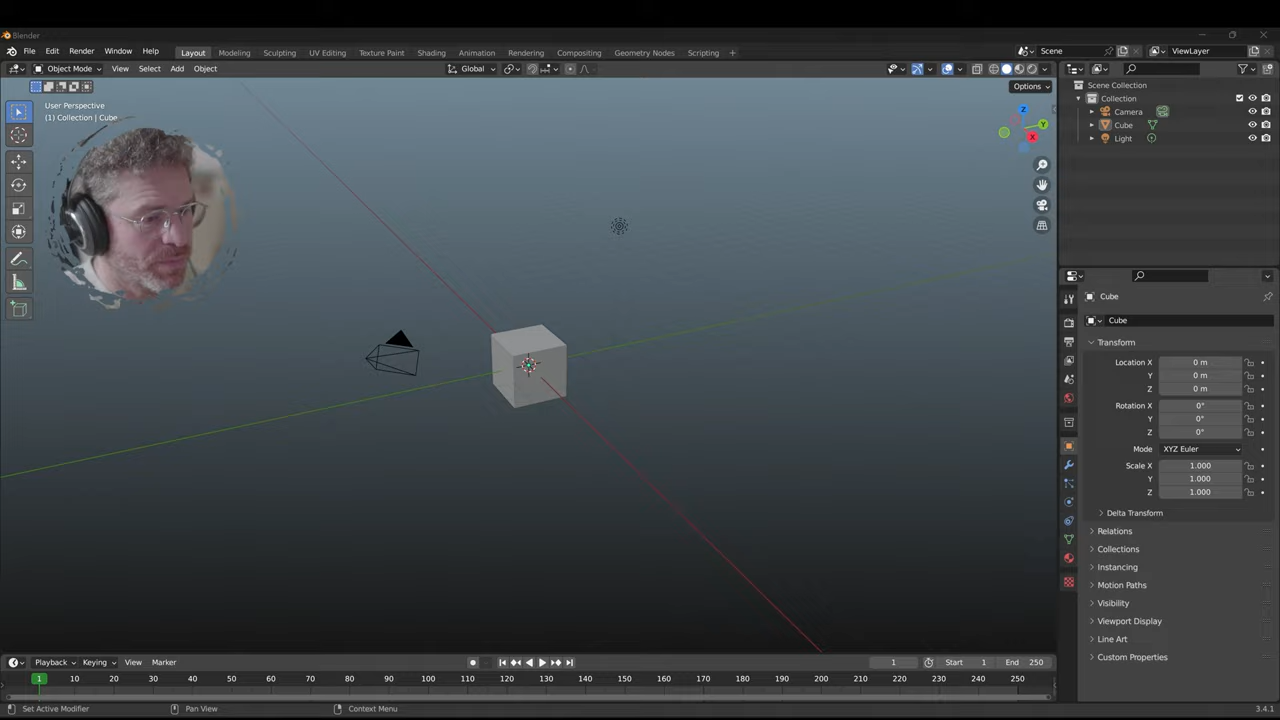 Blender
File Edit Render Window Help
Layout Modeling Sculpting UV Editing Texture Paint Shading Animation Rendering Compositing Geometry Nodes Scripting +
Scene
ViewLayer
Object Mode View Select Add Object
Global
Options
User Perspective
(1) Collection | Cube
Z
Y
X
Scene Collection
Collection
Camera
Cube
Light
Cube
Cube
Transform
Location X 0 m
Y 0 m
Z 0 m
Rotation X 0°
Y 0°
Z 0°
Mode XYZ Euler
Scale X 1.000
Y 1.000
Z 1.000
Delta Transform
Relations
Collections
Instancing
Motion Paths
Visibility
Viewport Display
Line Art
Custom Properties
Playback Keying View Marker
1 Start 1 End 250
1 10 20 30 40 50 60 70 80 90 100 110 120 130 140 150 160 170 180 190 200 210 220 230 240 250
Set Active Modifier Pan View Context Menu 3.4.1